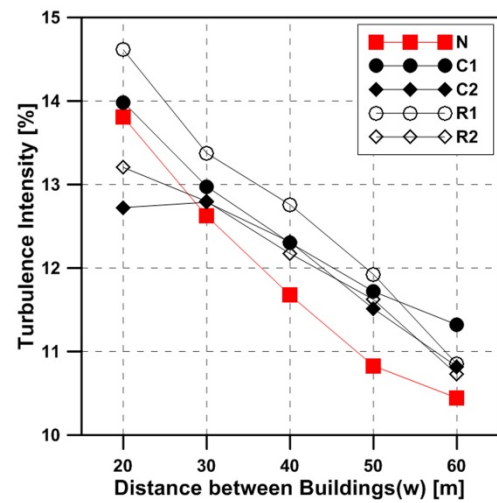 15
14
13
12
11
10
Turbulence Intensity [%]
N
C1
C2
R1
R2
20 30 40 50 60
Distance between Buildings(w) [m]